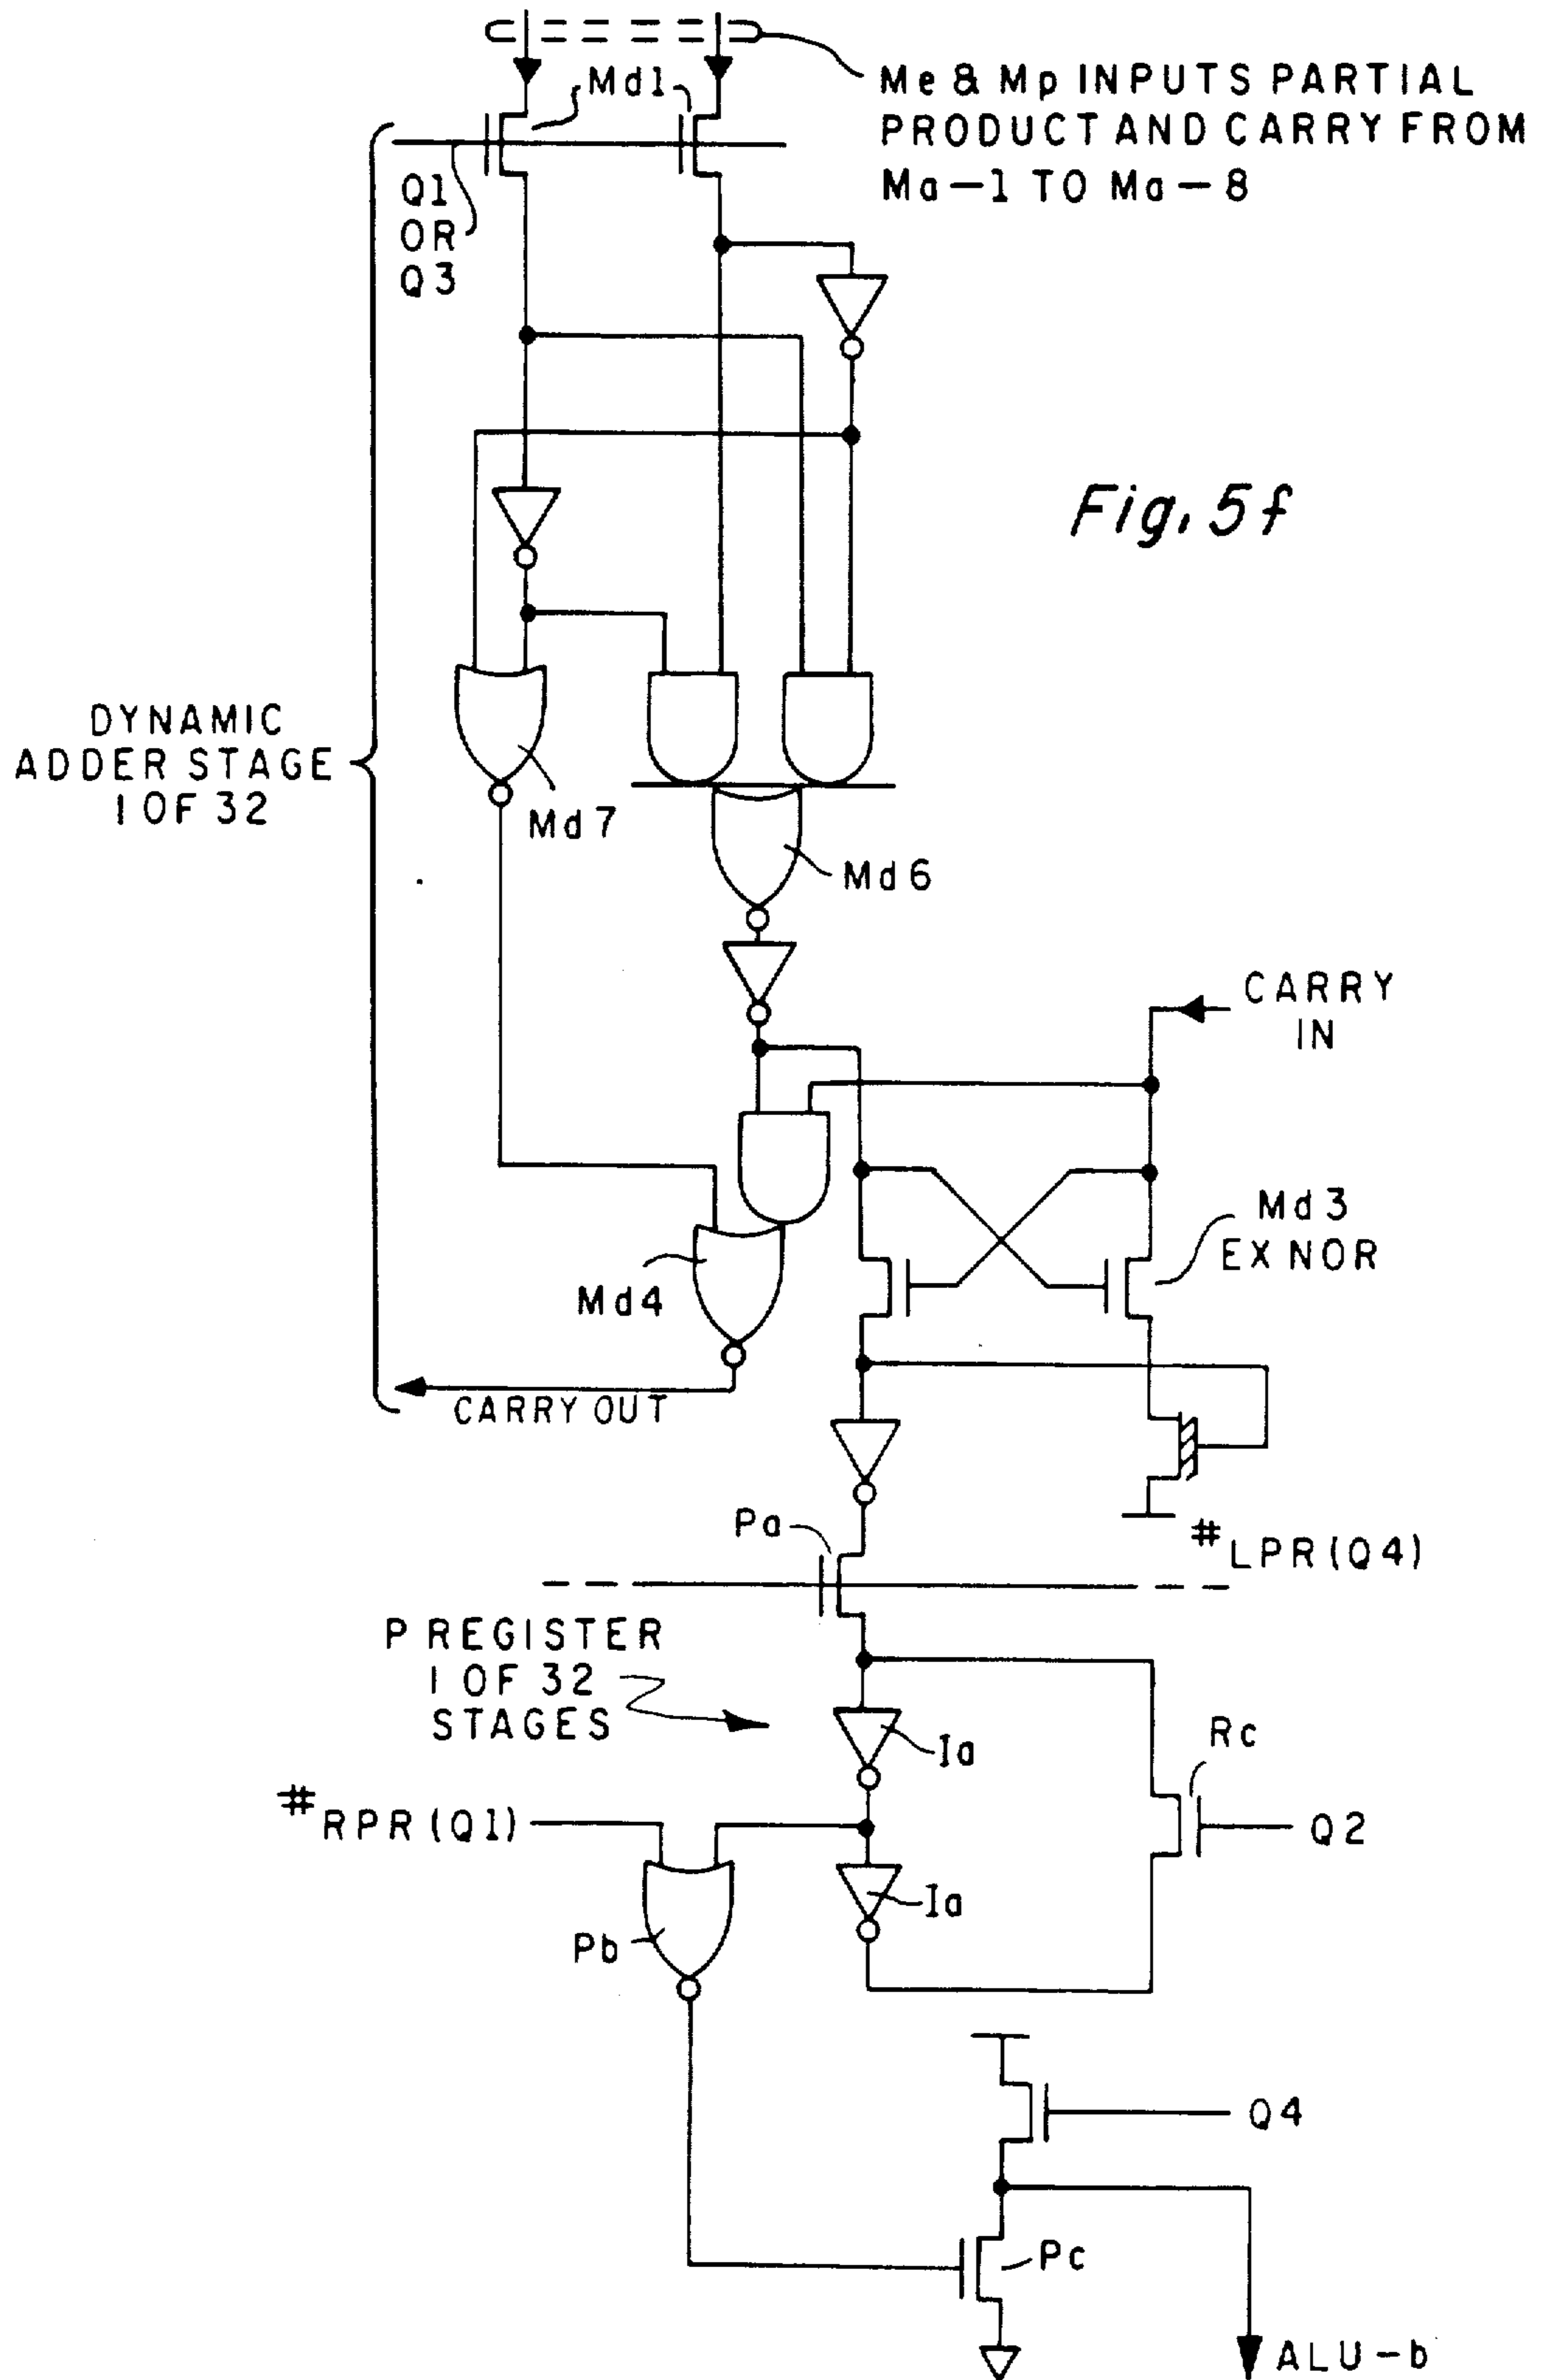 Md1
Me & Mp INPUTS PARTIAL
PRODUCT AND CARRY FROM
Ma-1 TO Ma-8
Q1
OR
Q3
Fig. 5f
DYNAMIC
ADDER STAGE
1 OF 32
Md7
Md6
CARRY
IN
Md3
EX NOR
Md4
CARRY OUT
Pa
#LPR(Q4)
P REGISTER
1 OF 32
STAGES
Ia
Rc
#RPR(Q1)
Q2
Ia
Pb
Q4
Pc
ALU-b